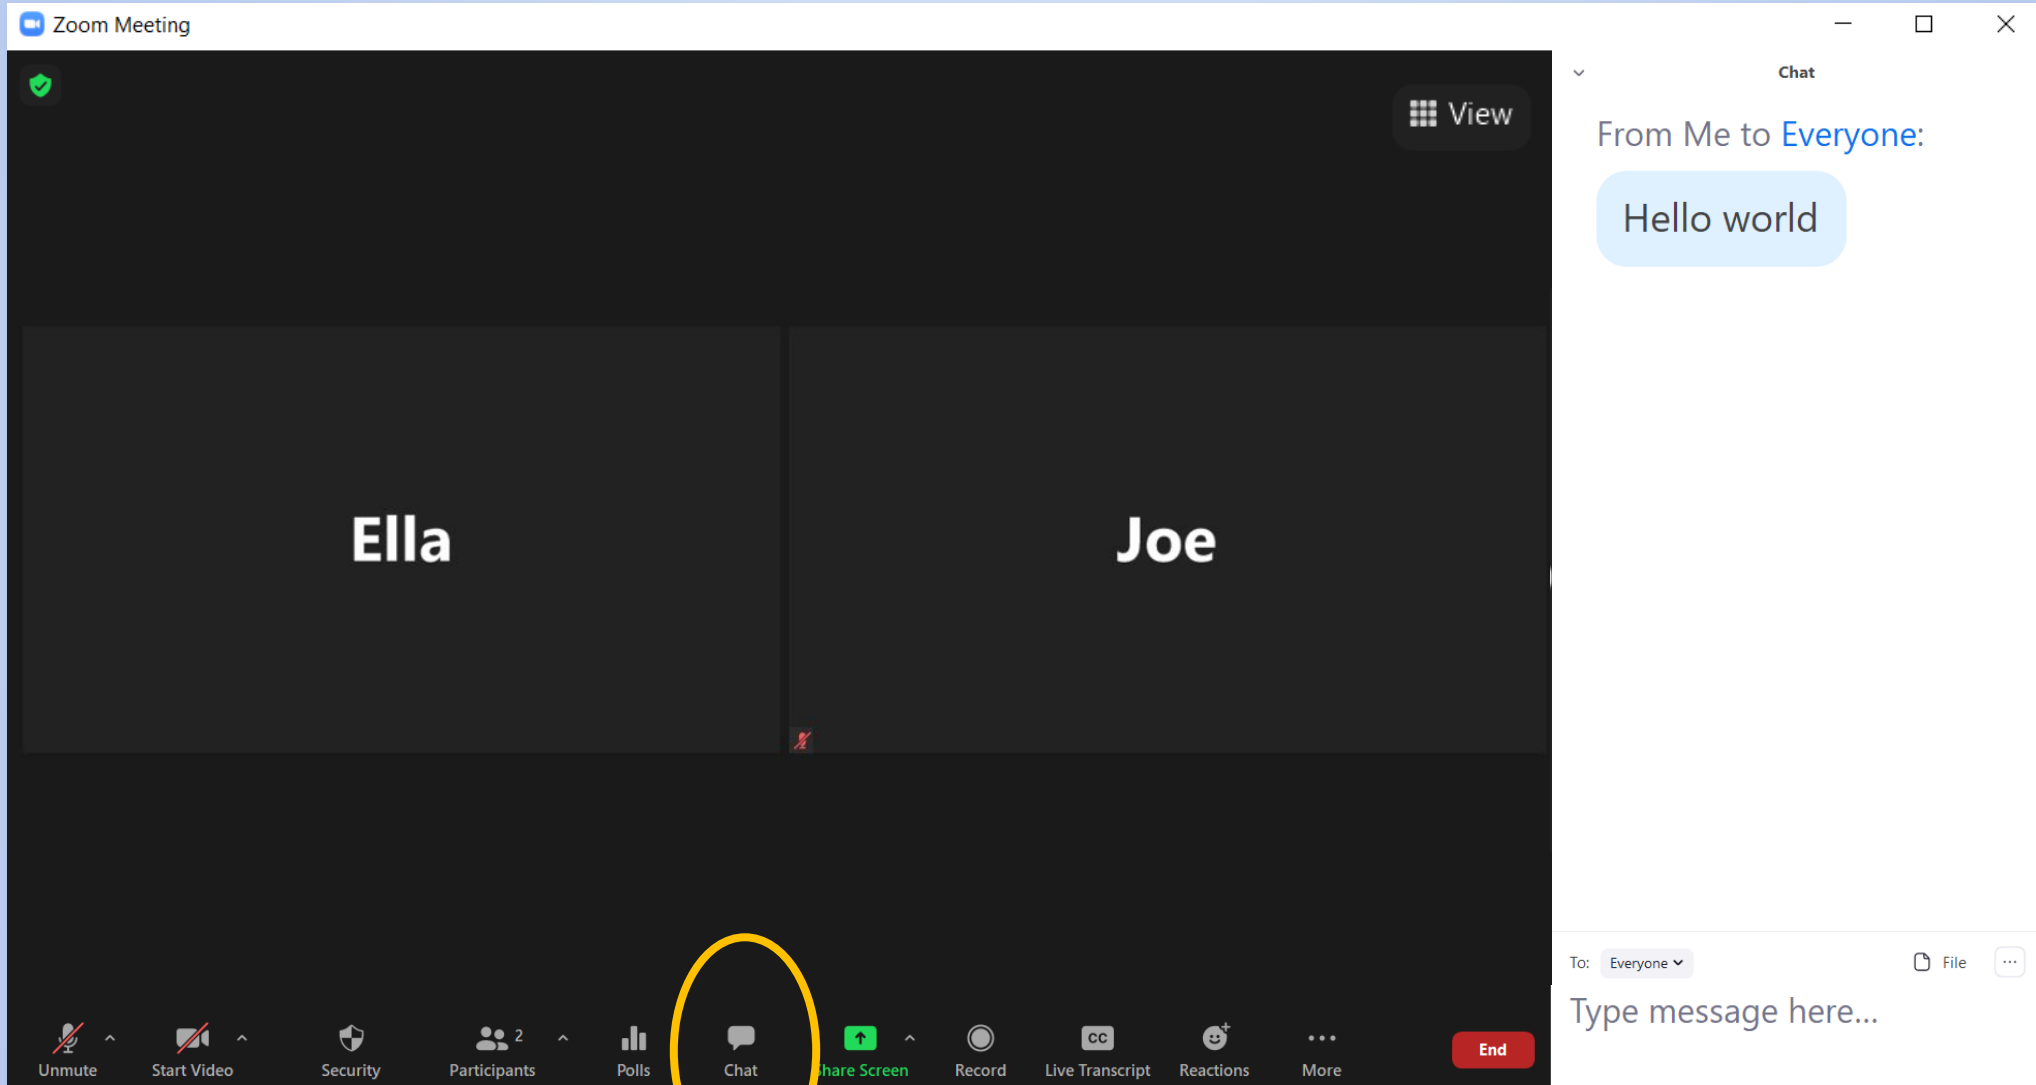 Zoom Meeting
View
Chat
From Me to Everyone:
Hello world
Ella
Joe
To: Everyone File
Type message here...
Unmute Start Video Security Participants 2 Polls Chat Share Screen Record CC Live Transcript Reactions More End